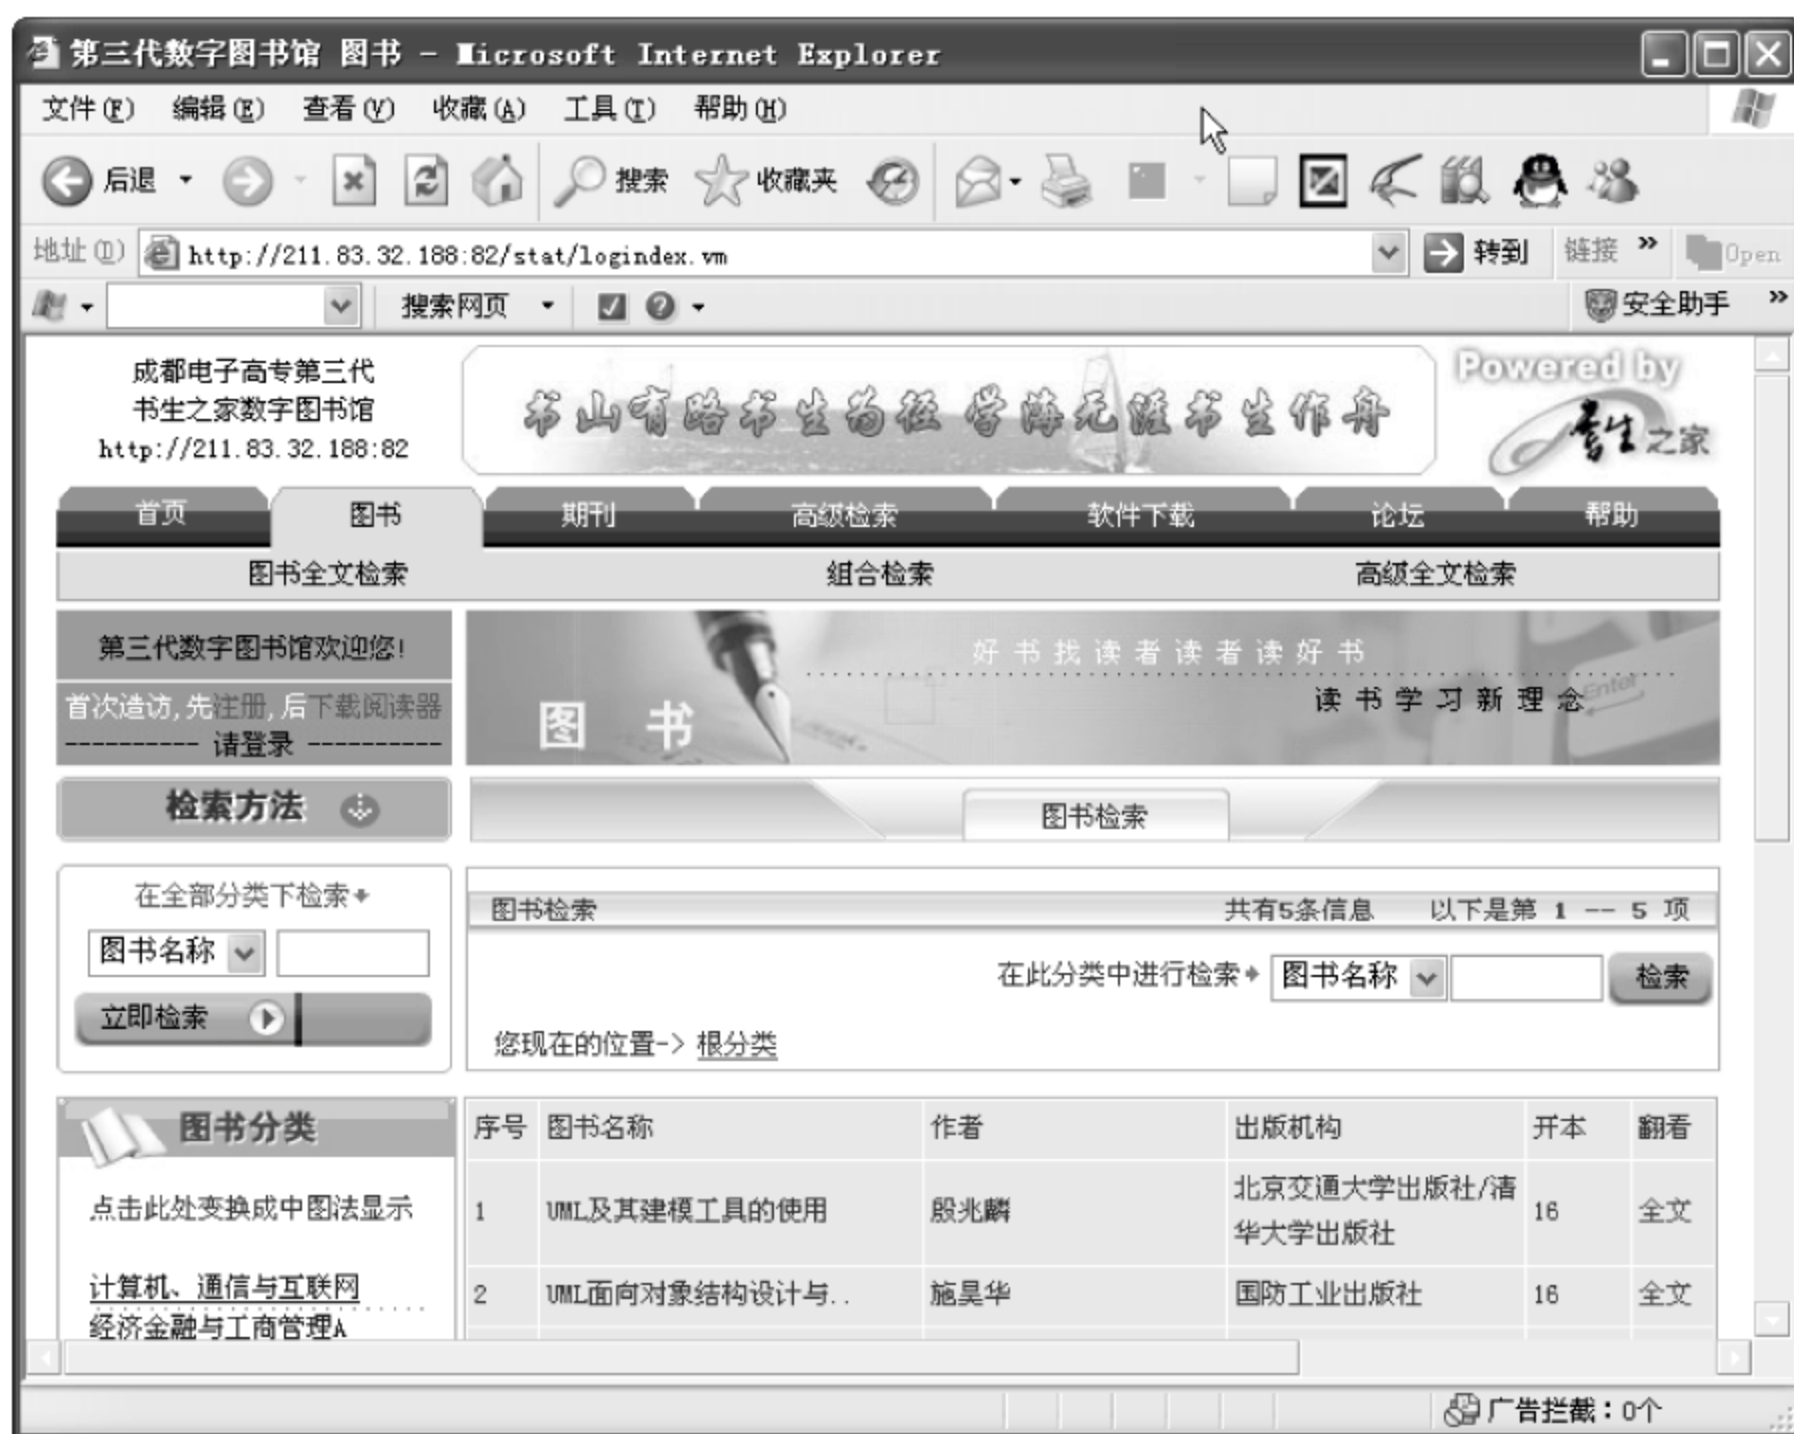 第三代数字图书馆 图书 - Microsoft Internet Explorer
文件(F) 编辑(E) 查看(V) 收藏(A) 工具(T) 帮助(H)
后退 搜索 收藏夹
地址(D) http://211.83.32.188:82/stat/logindex.vm 转到 链接 » Open
搜索网页 安全助手 »
成都电子高专第三代
书生之家数字图书馆
http://211.83.32.188:82
书山有路书生为径 学海无涯书生作舟
Powered by
書生之家
首页 图书 期刊 高级检索 软件下载 论坛 帮助
图书全文检索 组合检索 高级全文检索
第三代数字图书馆欢迎您!
首次造访,先注册,后下载阅读器
---------- 请登录 ----------
好书找读者读者读好书
读书学习新理念
Enter
图 书
检索方法
图书检索
在全部分类下检索
图书名称
立即检索
图书检索 共有5条信息 以下是第 1 -- 5 项
在此分类中进行检索 图书名称 检索
您现在的位置-> 根分类
图书分类
点击此处变换成中图法显示
计算机、通信与互联网
经济金融与工商管理A
序号 图书名称 作者 出版机构 开本 翻看
1 UML及其建模工具的使用 殷兆麟 北京交通大学出版社/清华大学出版社 16 全文
2 UML面向对象结构设计与.. 施昊华 国防工业出版社 16 全文
广告拦截：0个